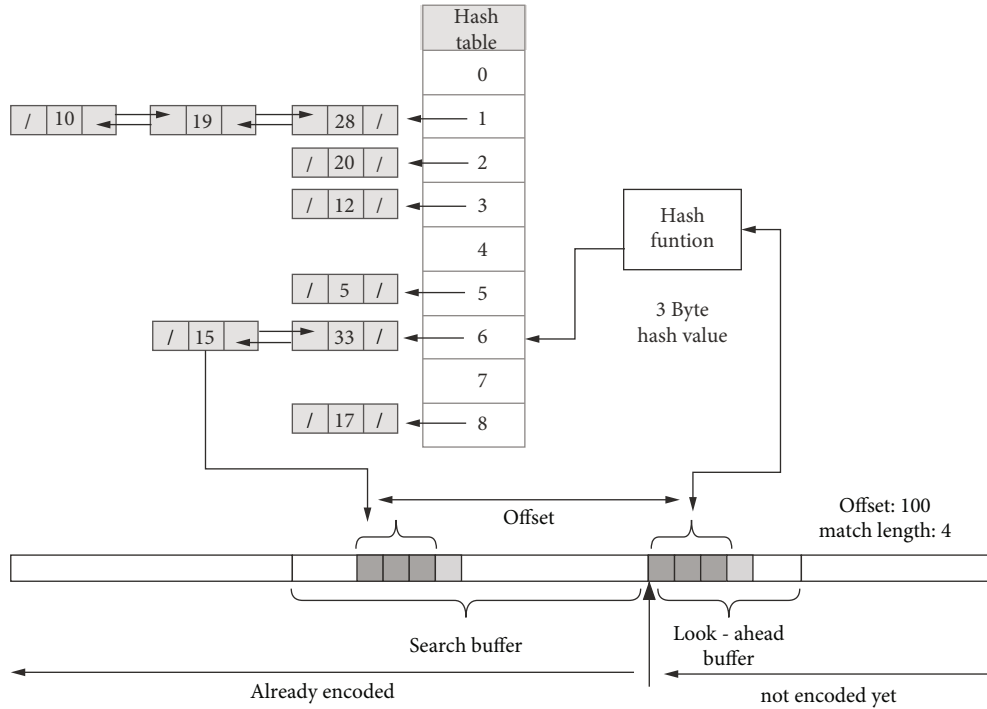 Hash
table
0
/ 10 19 28 / 1
/ 20 / 2
/ 12 / 3
4
/ 5 / 5
/ 15 33 / 6
7
/ 17 / 8
Hash
funtion
3 Byte
hash value
Offset
Offset: 100
match length: 4
Search buffer
Look - ahead
buffer
Already encoded
not encoded yet